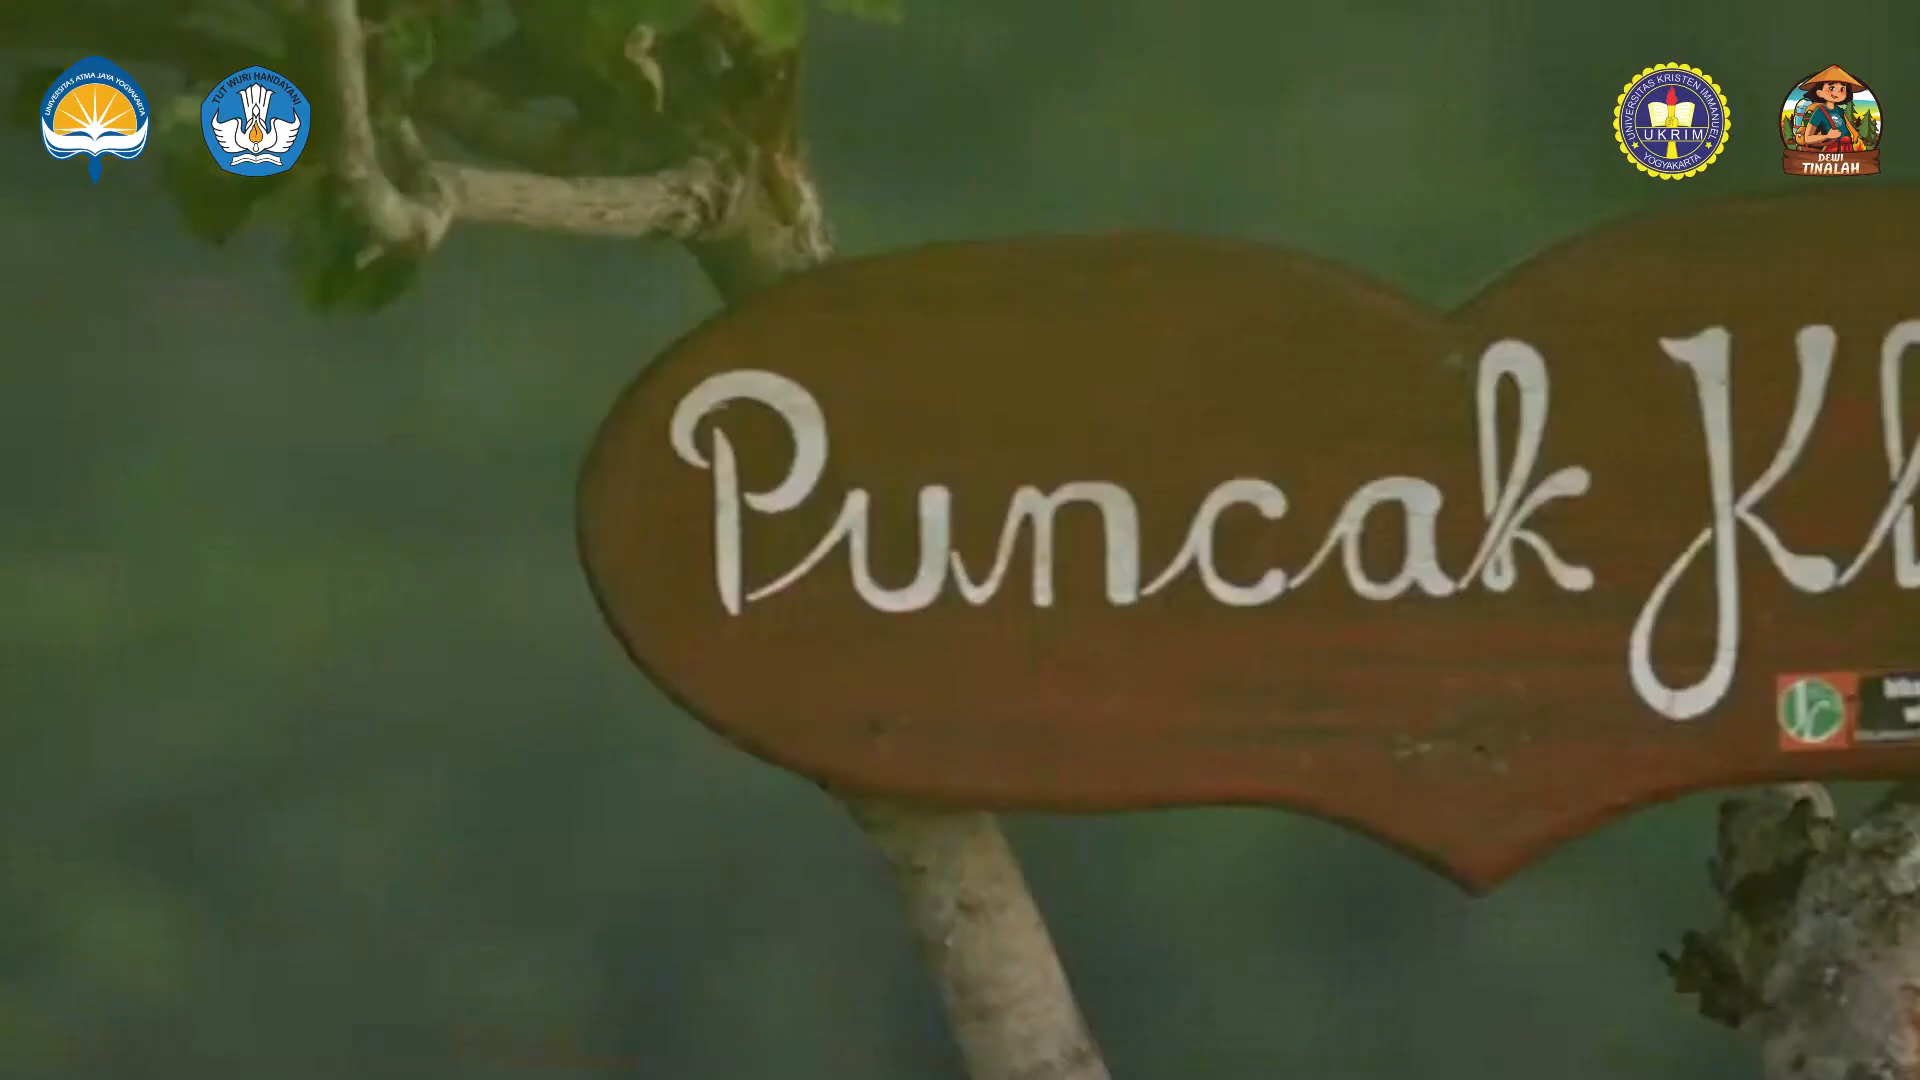 UNIVERSITAS ATMA JAYA YOGYAKARTA
TUT WURI HANDAYANI
UNIVERSITAS KRISTEN IMMANUEL
UKRIM
YOGYAKARTA
DEWI
TINALAH
Puncak